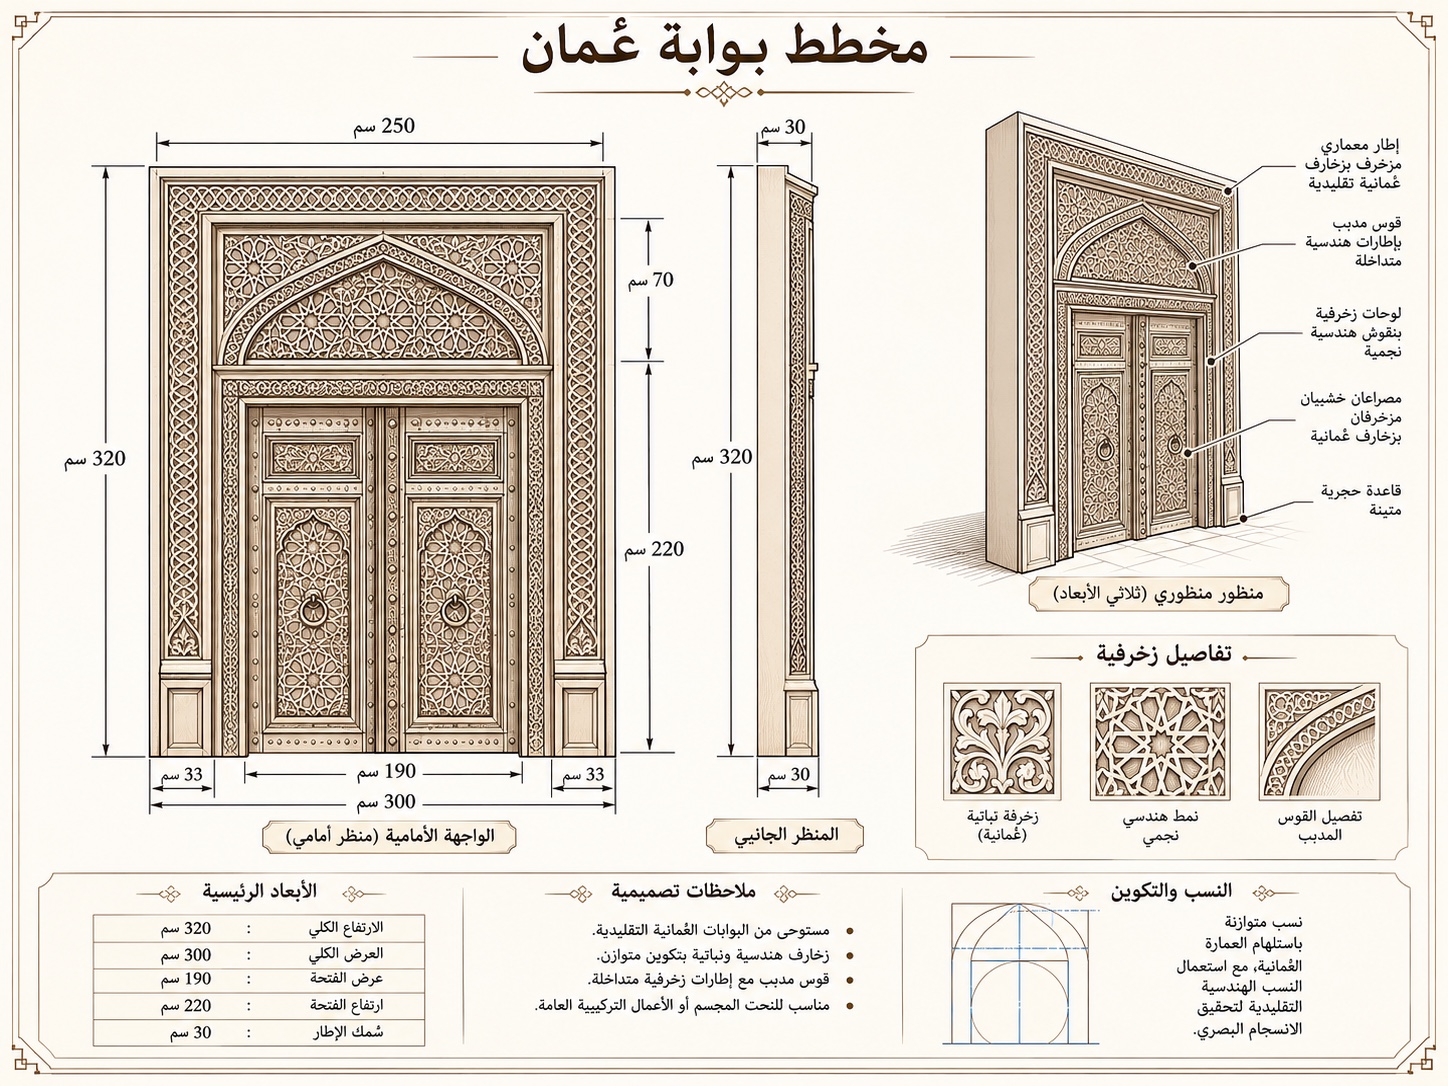 مخطط بوابة عُمان
250 سم
320 سم
70 سم
220 سم
33 سم
190 سم
33 سم
300 سم
الواجهة الأمامية (منظر أمامي)
30 سم
320 سم
30 سم
المنظر الجانبي
إطار معماري
مزخرف بزخارف
عُمانية تقليدية
قوس مدبب
بإطارات هندسية
متداخلة
لوحات زخرفية
بنقوش هندسية
نجمية
مصراعان خشبيان
مزخرفان
بزخارف عُمانية
قاعدة حجرية
متينة
منظور منظوري (ثلاثي الأبعاد)
تفاصيل زخرفية
تفصيل القوس
المدبب
نمط هندسي
نجمي
زخرفة نباتية
(عُمانية)
النسب والتكوين
نسب متوازنة
باستلهام العمارة
العُمانية، مع استعمال
النسب الهندسية
التقليدية لتحقيق
الانسجام البصري.
ملاحظات تصميمية
• مستوحى من البوابات العُمانية التقليدية.
• زخارف هندسية ونباتية بتكوين متوازن.
• قوس مدبب مع إطارات زخرفية متداخلة.
• مناسب للنحت المجسم أو الأعمال التركيبية العامة.
الأبعاد الرئيسية
الارتفاع الكلي : 320 سم
العرض الكلي : 300 سم
عرض الفتحة : 190 سم
ارتفاع الفتحة : 220 سم
سُمك الإطار : 30 سم